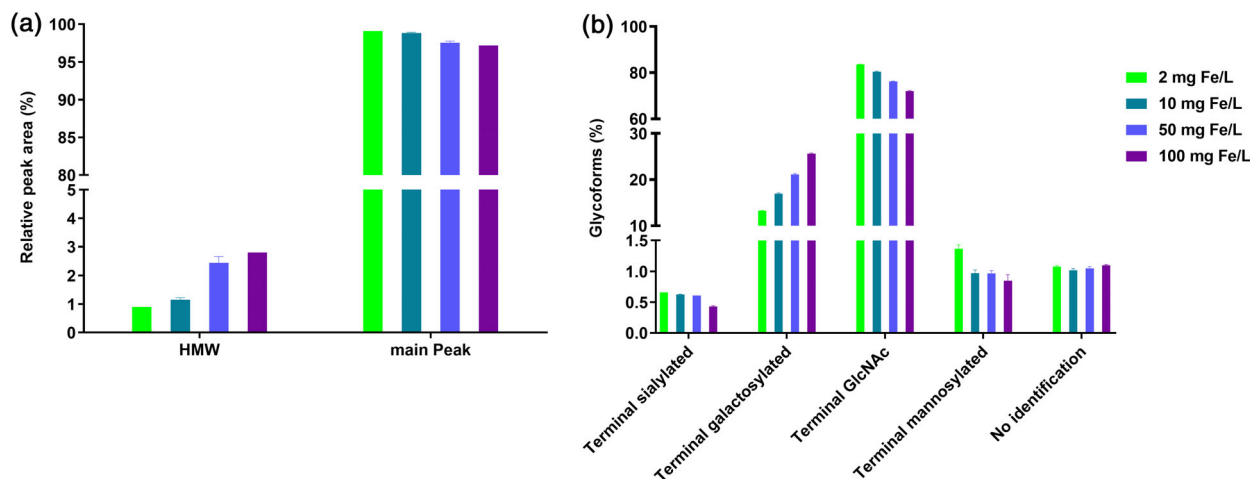 (a)
Relative peak area (%)
100
95
90
85
80
5
4
3
2
1
0
HMW
main Peak
(b)
Glycoforms (%)
100
80
60
30
20
10
1.5
1.0
0.5
0.0
Terminal sialylated
Terminal galactosylated
Terminal GlcNAc
Terminal mannosylated
No identification
2 mg Fe/L
10 mg Fe/L
50 mg Fe/L
100 mg Fe/L